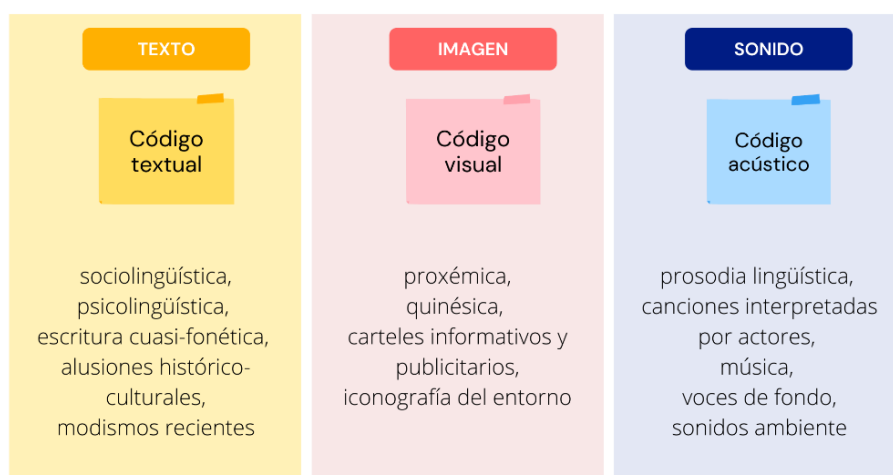 TEXTO
Código
textual
sociolingüística,
psicolingüística,
escritura cuasi-fonética,
alusiones histórico-
culturales,
modismos recientes
IMAGEN
Código
visual
proxémica,
quinésica,
carteles informativos y
publicitarios,
iconografía del entorno
SONIDO
Código
acústico
prosodia lingüística,
canciones interpretadas
por actores,
música,
voces de fondo,
sonidos ambiente